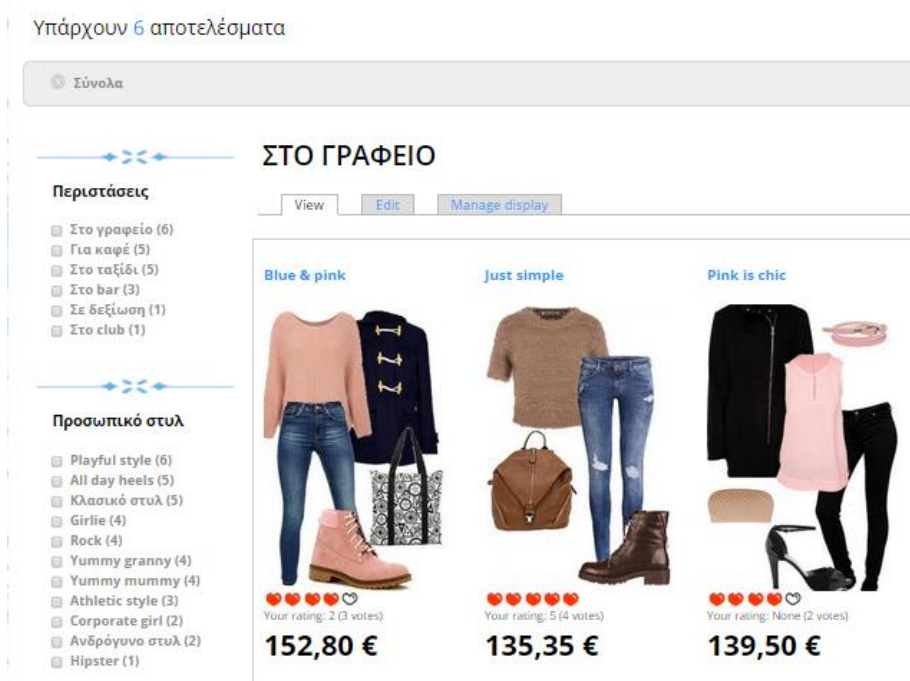 Υπάρχουν 6 αποτελέσματα
Σύνολα
Περιστάσεις
Στο γραφείο (6)
Για καφέ (5)
Στο ταξίδι (5)
Στο bar (3)
Σε δεξίωση (1)
Στο club (1)
Προσωπικό στυλ
Playful style (6)
All day heels (5)
Κλασικό στυλ (5)
Girlie (4)
Rock (4)
Yummy granny (4)
Yummy mummy (4)
Athletic style (3)
Corporate girl (2)
Ανδρόγυνο στυλ (2)
Hipster (1)
ΣΤΟ ΓΡΑΦΕΙΟ
View Edit Manage display
Blue & pink Just simple Pink is chic
Your rating: 2 (3 votes) Your rating: 5 (4 votes) Your rating: None (2 votes)
152,80 € 135,35 € 139,50 €